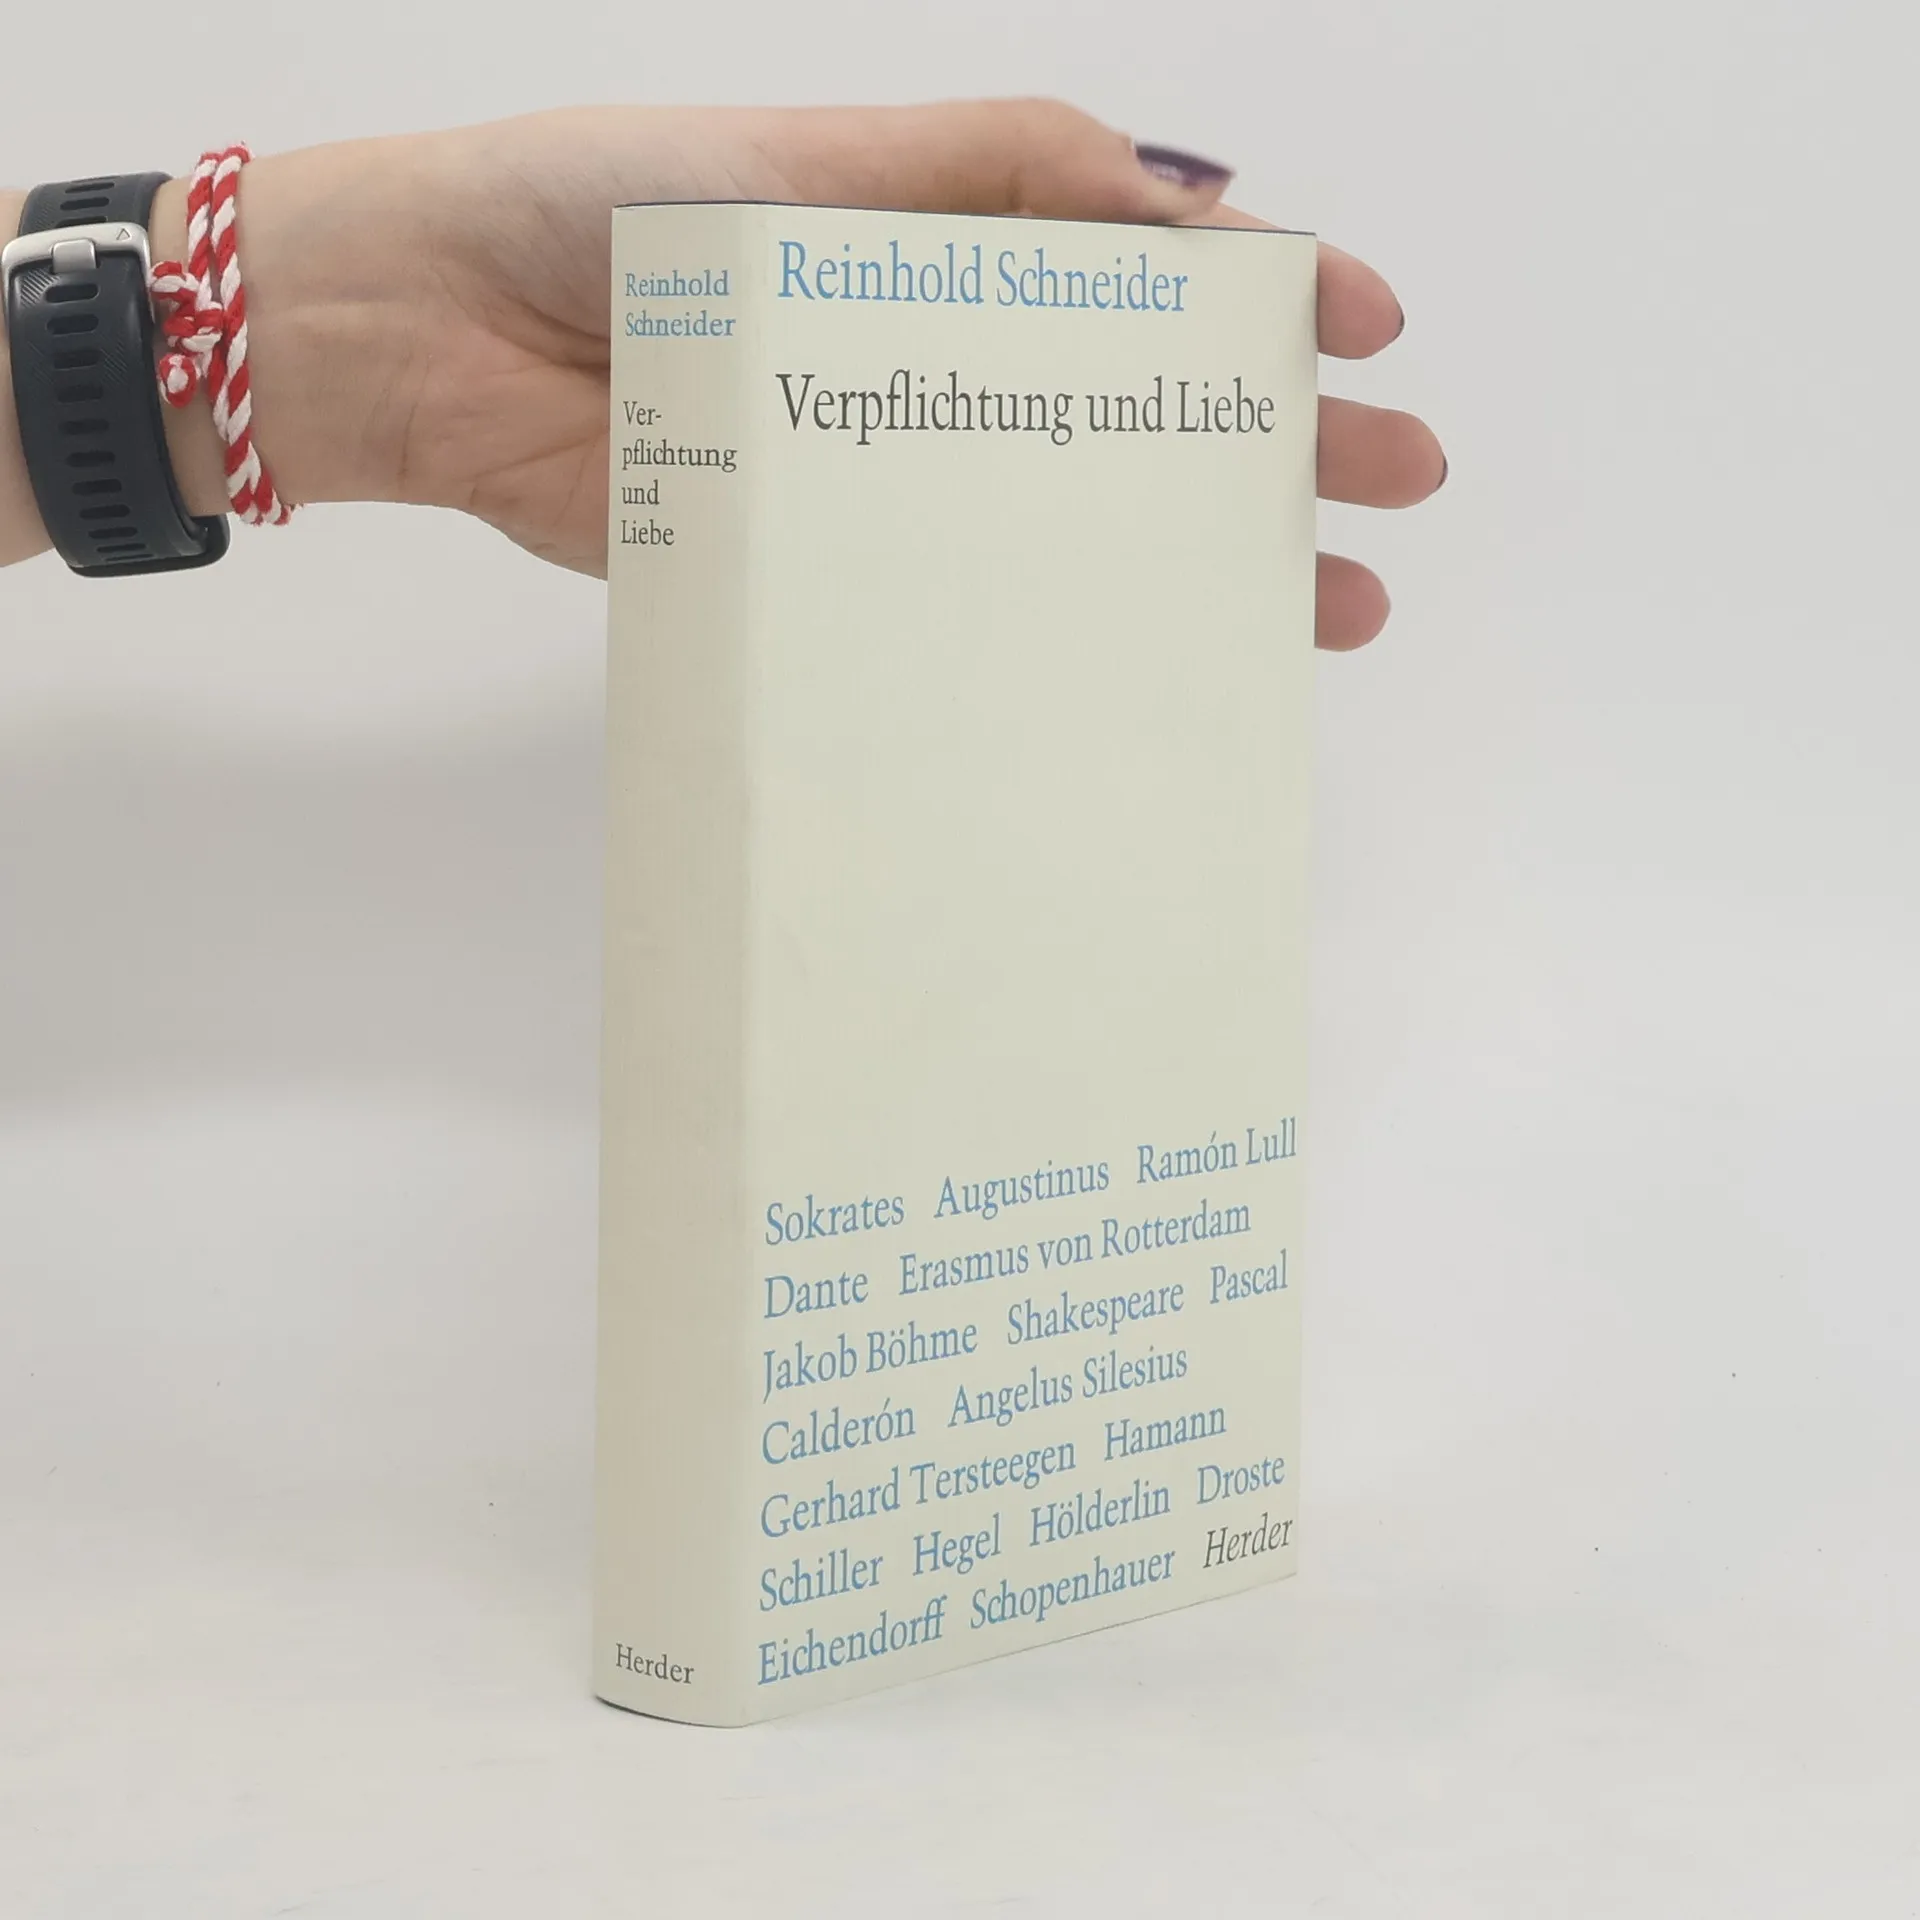 Reinhold
Schneider
Ver-
pflichtung
und
Liebe
Herder
Reinhold Schneider
Verpflichtung und Liebe
Sokrates Augustinus Ramón Lull
Dante Erasmus von Rotterdam
Jakob Böhme Shakespeare Pascal
Calderón Angelus Silesius
Gerhard Tersteegen Hamann
Schiller Hegel Hölderlin Droste
Eichendorff Schopenhauer Herder